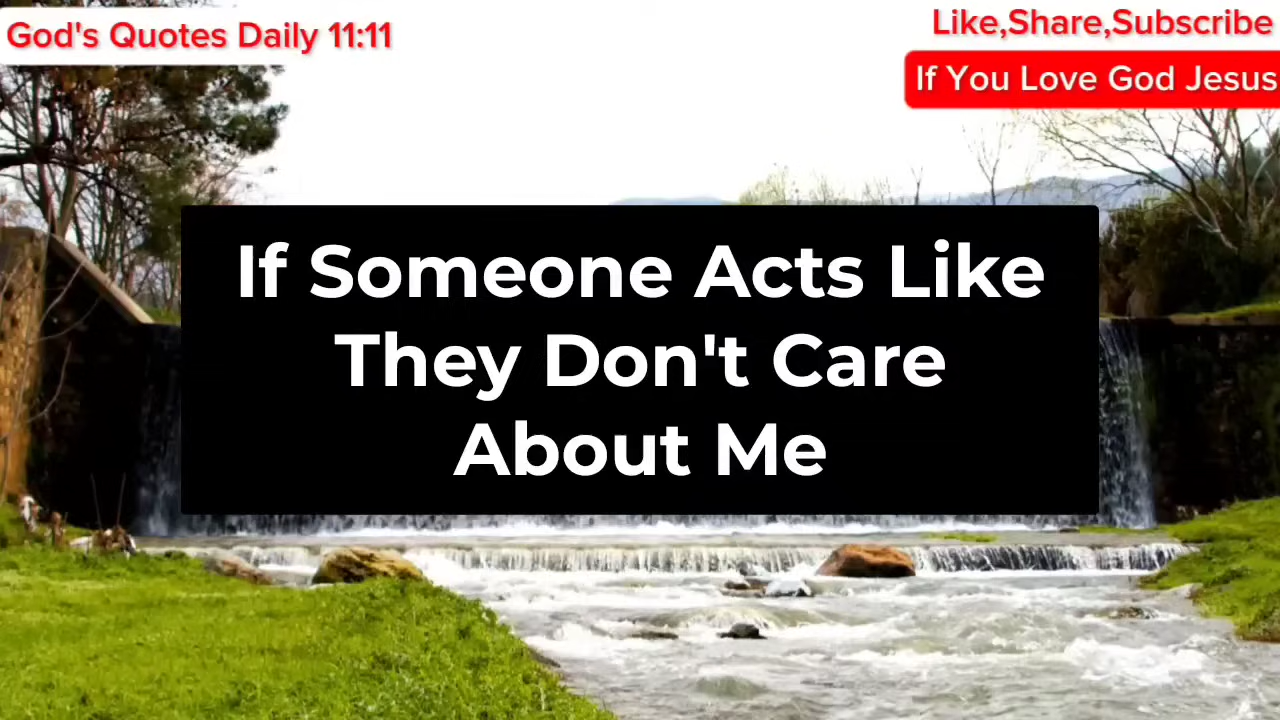 God's Quotes Daily 11:11
Like,Share,Subscribe
If You Love God Jesus
If Someone Acts Like
They Don't Care
About Me